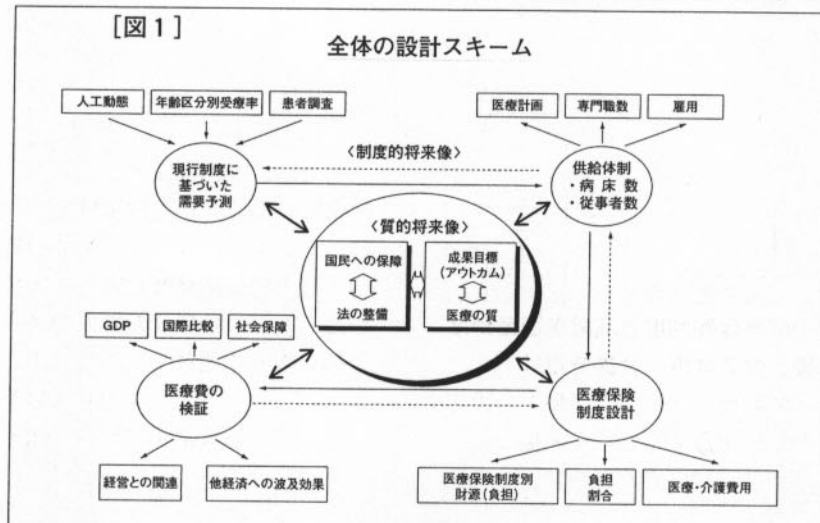 ［図1］
全体の設計スキーム
人工動態
年齢区分別受療率
患者調査
医療計画
専門職数
雇用
〈制度的将来像〉
現行制度に
基づいた
需要予測
供給体制
・病床数
・従事者数
〈質的将来像〉
国民への保障
法の整備
成果目標
(アウトカム)
医療の質
GDP
国際比較
社会保障
医療費の
検証
医療保険
制度設計
経営との関連
他経済への波及効果
医療保険制度別
財源(負担)
負担
割合
医療・介護費用